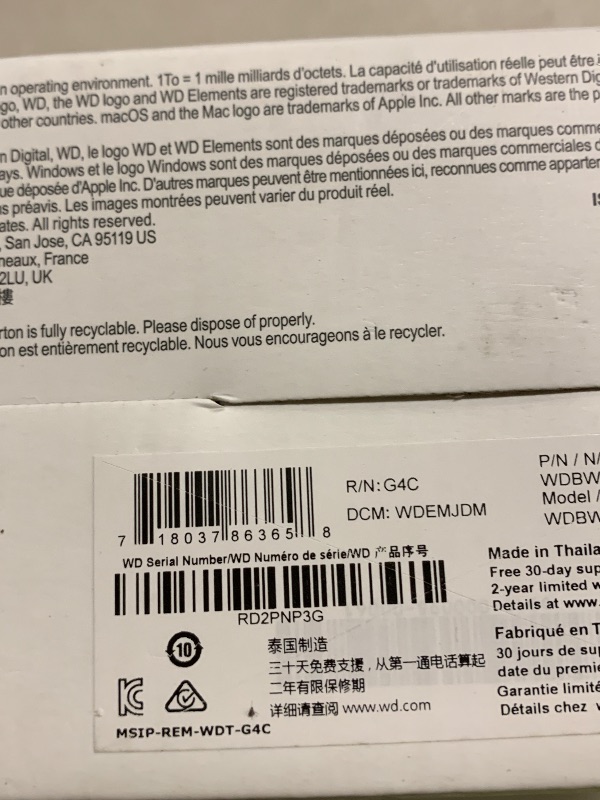 n operating environment. 1To = 1 mille milliards d'octets. La capacité d'utilisation réelle peut être
go, WD, the WD logo and WD Elements are registered trademarks or trademarks of Western Dig
other countries. macOS and the Mac logo are trademarks of Apple Inc. All other marks are the p
n Digital, WD, le logo WD et WD Elements sont des marques déposées ou des marques comme
ays. Windows et le logo Windows sont des marques déposées ou des marques commerciales d
ue déposée d'Apple Inc. D'autres marques peuvent être mentionnées ici, reconnues comme apparten
s préavis. Les images montrées peuvent varier du produit réel.
ates. All rights reserved.
, San Jose, CA 95119 US
neaux, France
2LU, UK
樓
rton is fully recyclable. Please dispose of properly.
on est entièrement recyclable. Nous vous encourageons à le recycler.
7 18037 86365 8
R/N: G4C
DCM: WDEMJDM
P/N / N/
WDBW
Model /
WDBW
WD Serial Number/WD Numéro de série/WD 产品序号
RD2PNP3G
Made in Thaila
Free 30-day sup
2-year limited w
Details at www.
10
泰国制造
三十天免费支援，从第一通电话算起
二年有限保修期
详细请查阅 www.wd.com
Fabriqué en T
30 jours de sup
date du premie
Garantie limité
Détails chez
MSIP-REM-WDT-G4C